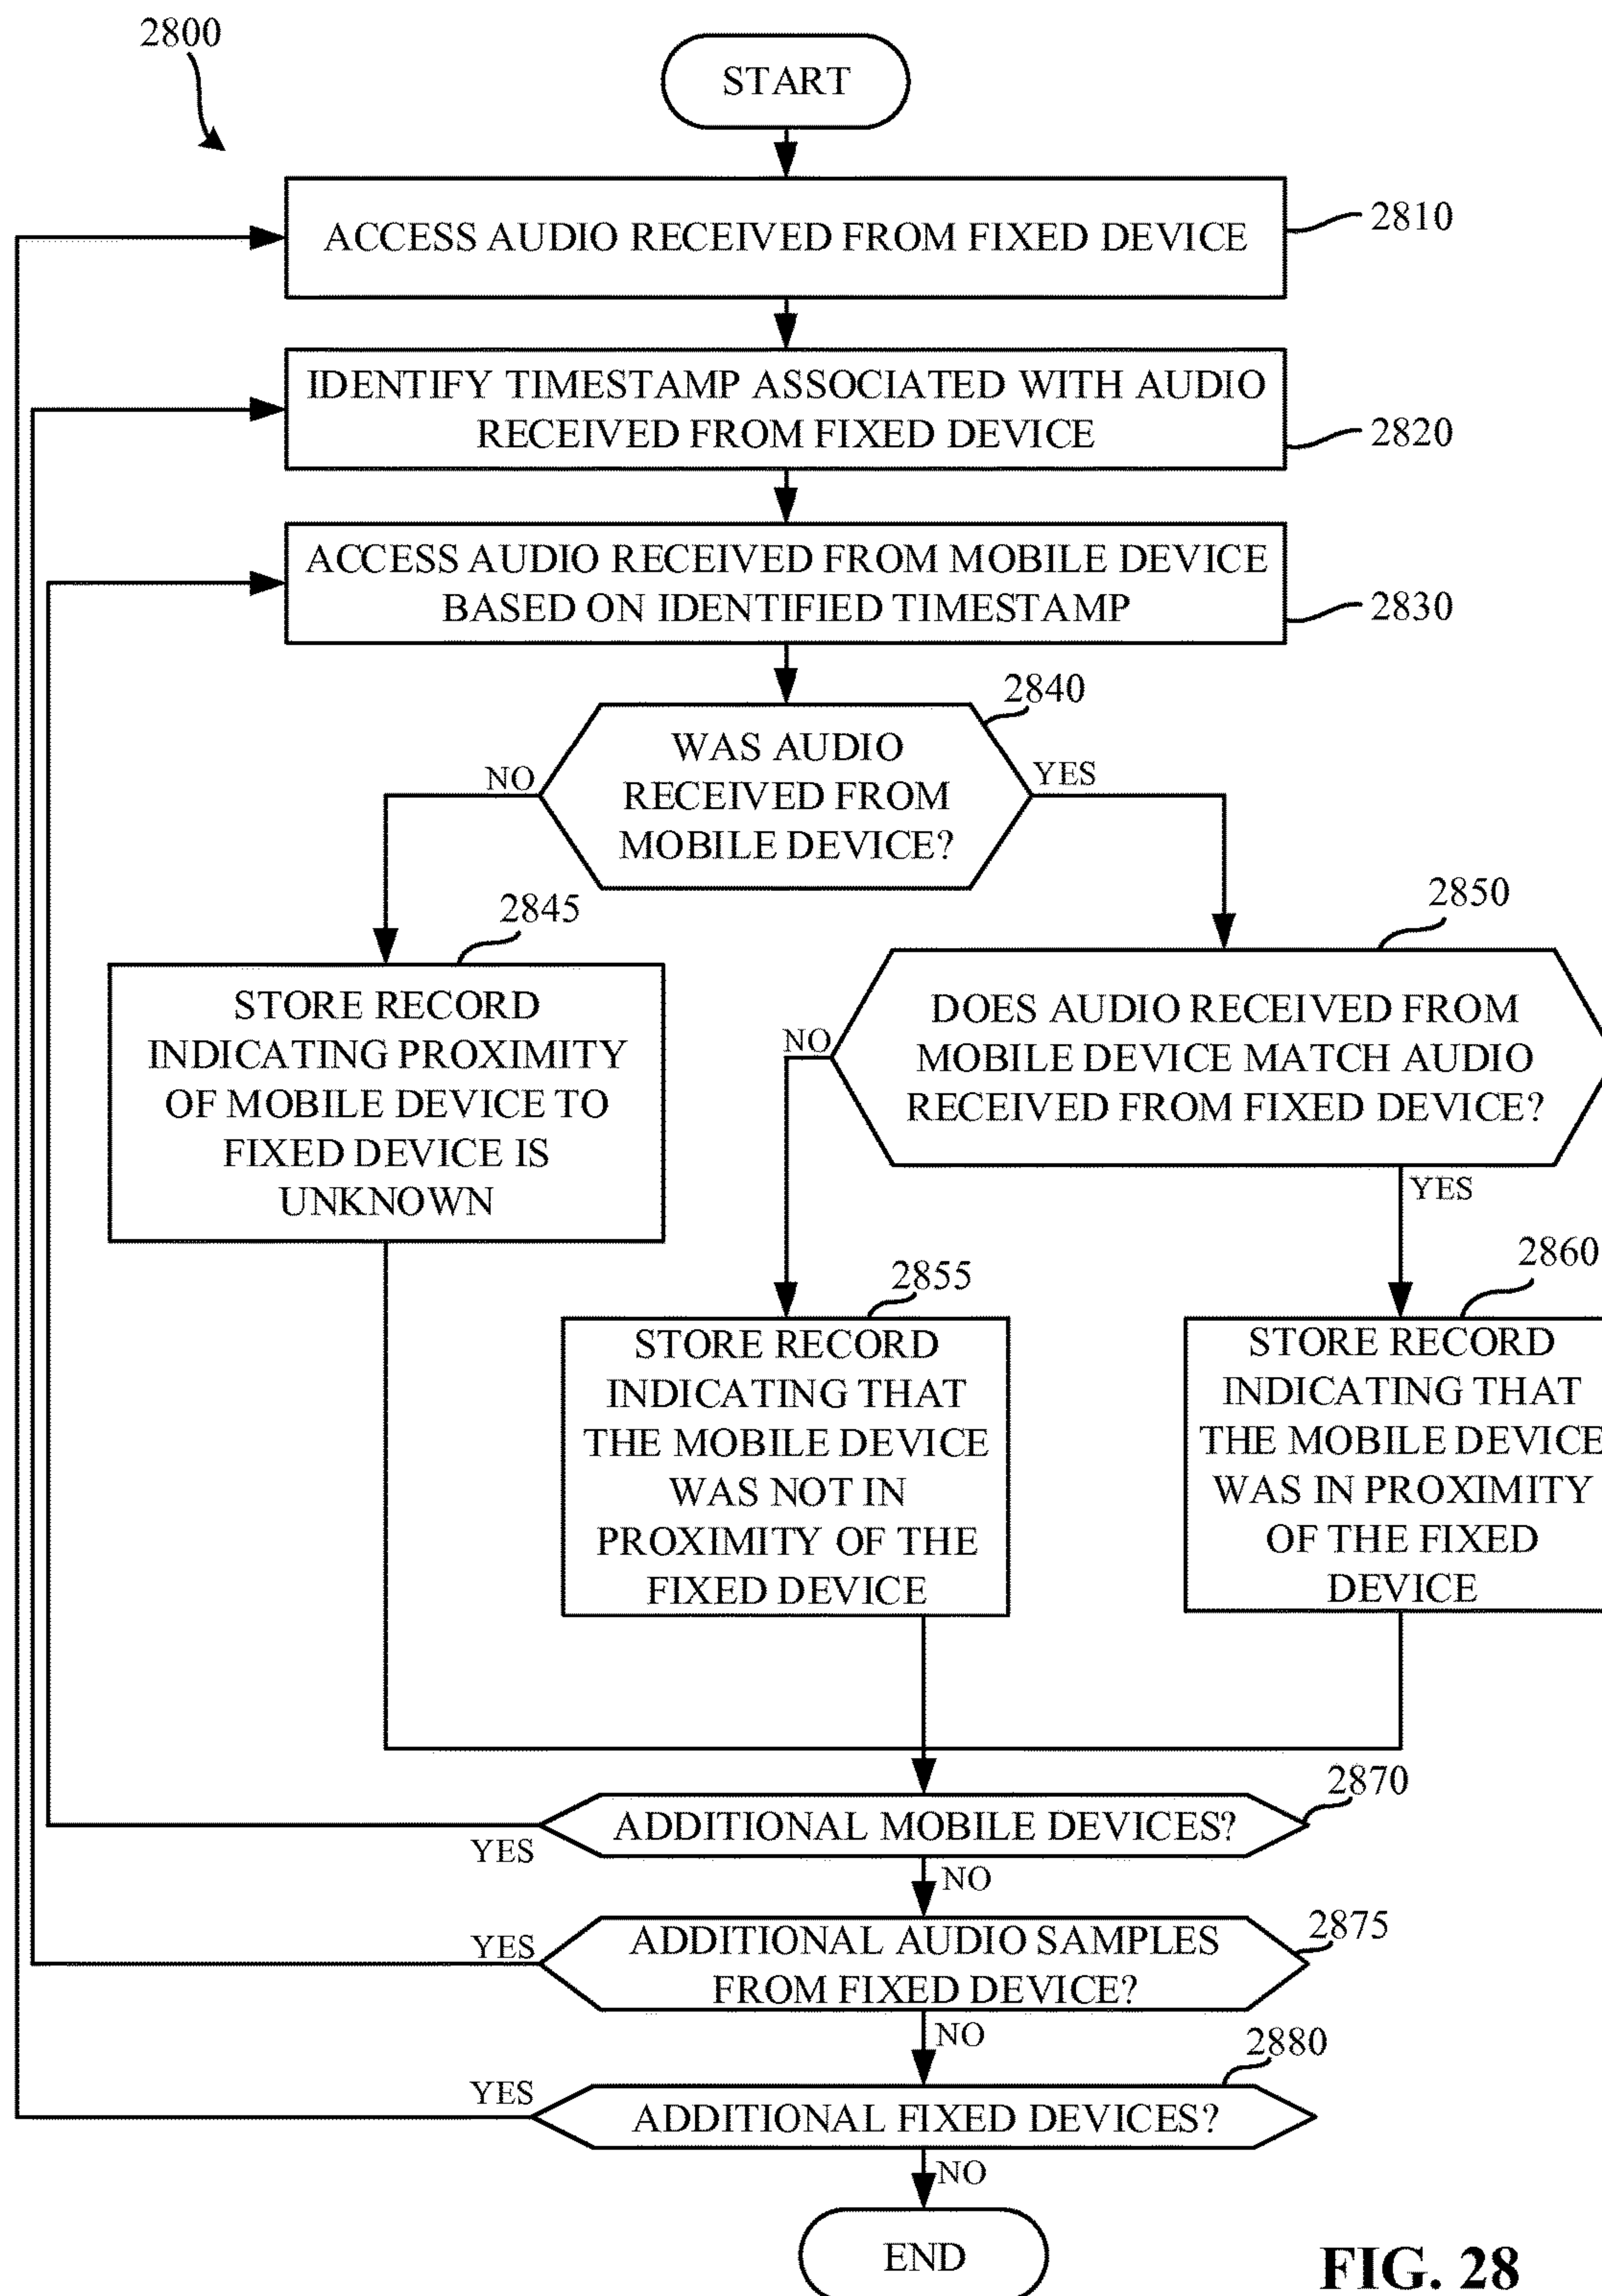 2800
START
ACCESS AUDIO RECEIVED FROM FIXED DEVICE
2810
IDENTIFY TIMESTAMP ASSOCIATED WITH AUDIO
RECEIVED FROM FIXED DEVICE
2820
ACCESS AUDIO RECEIVED FROM MOBILE DEVICE
BASED ON IDENTIFIED TIMESTAMP
2830
2840
WAS AUDIO
RECEIVED FROM
MOBILE DEVICE?
NO
YES
2845
STORE RECORD
INDICATING PROXIMITY
OF MOBILE DEVICE TO
FIXED DEVICE IS
UNKNOWN
2850
DOES AUDIO RECEIVED FROM
MOBILE DEVICE MATCH AUDIO
RECEIVED FROM FIXED DEVICE?
NO
YES
2855
STORE RECORD
INDICATING THAT
THE MOBILE DEVICE
WAS NOT IN
PROXIMITY OF THE
FIXED DEVICE
2860
STORE RECORD
INDICATING THAT
THE MOBILE DEVICE
WAS IN PROXIMITY
OF THE FIXED
DEVICE
2870
ADDITIONAL MOBILE DEVICES?
YES
NO
2875
ADDITIONAL AUDIO SAMPLES
FROM FIXED DEVICE?
YES
NO
2880
ADDITIONAL FIXED DEVICES?
YES
NO
END
FIG. 28